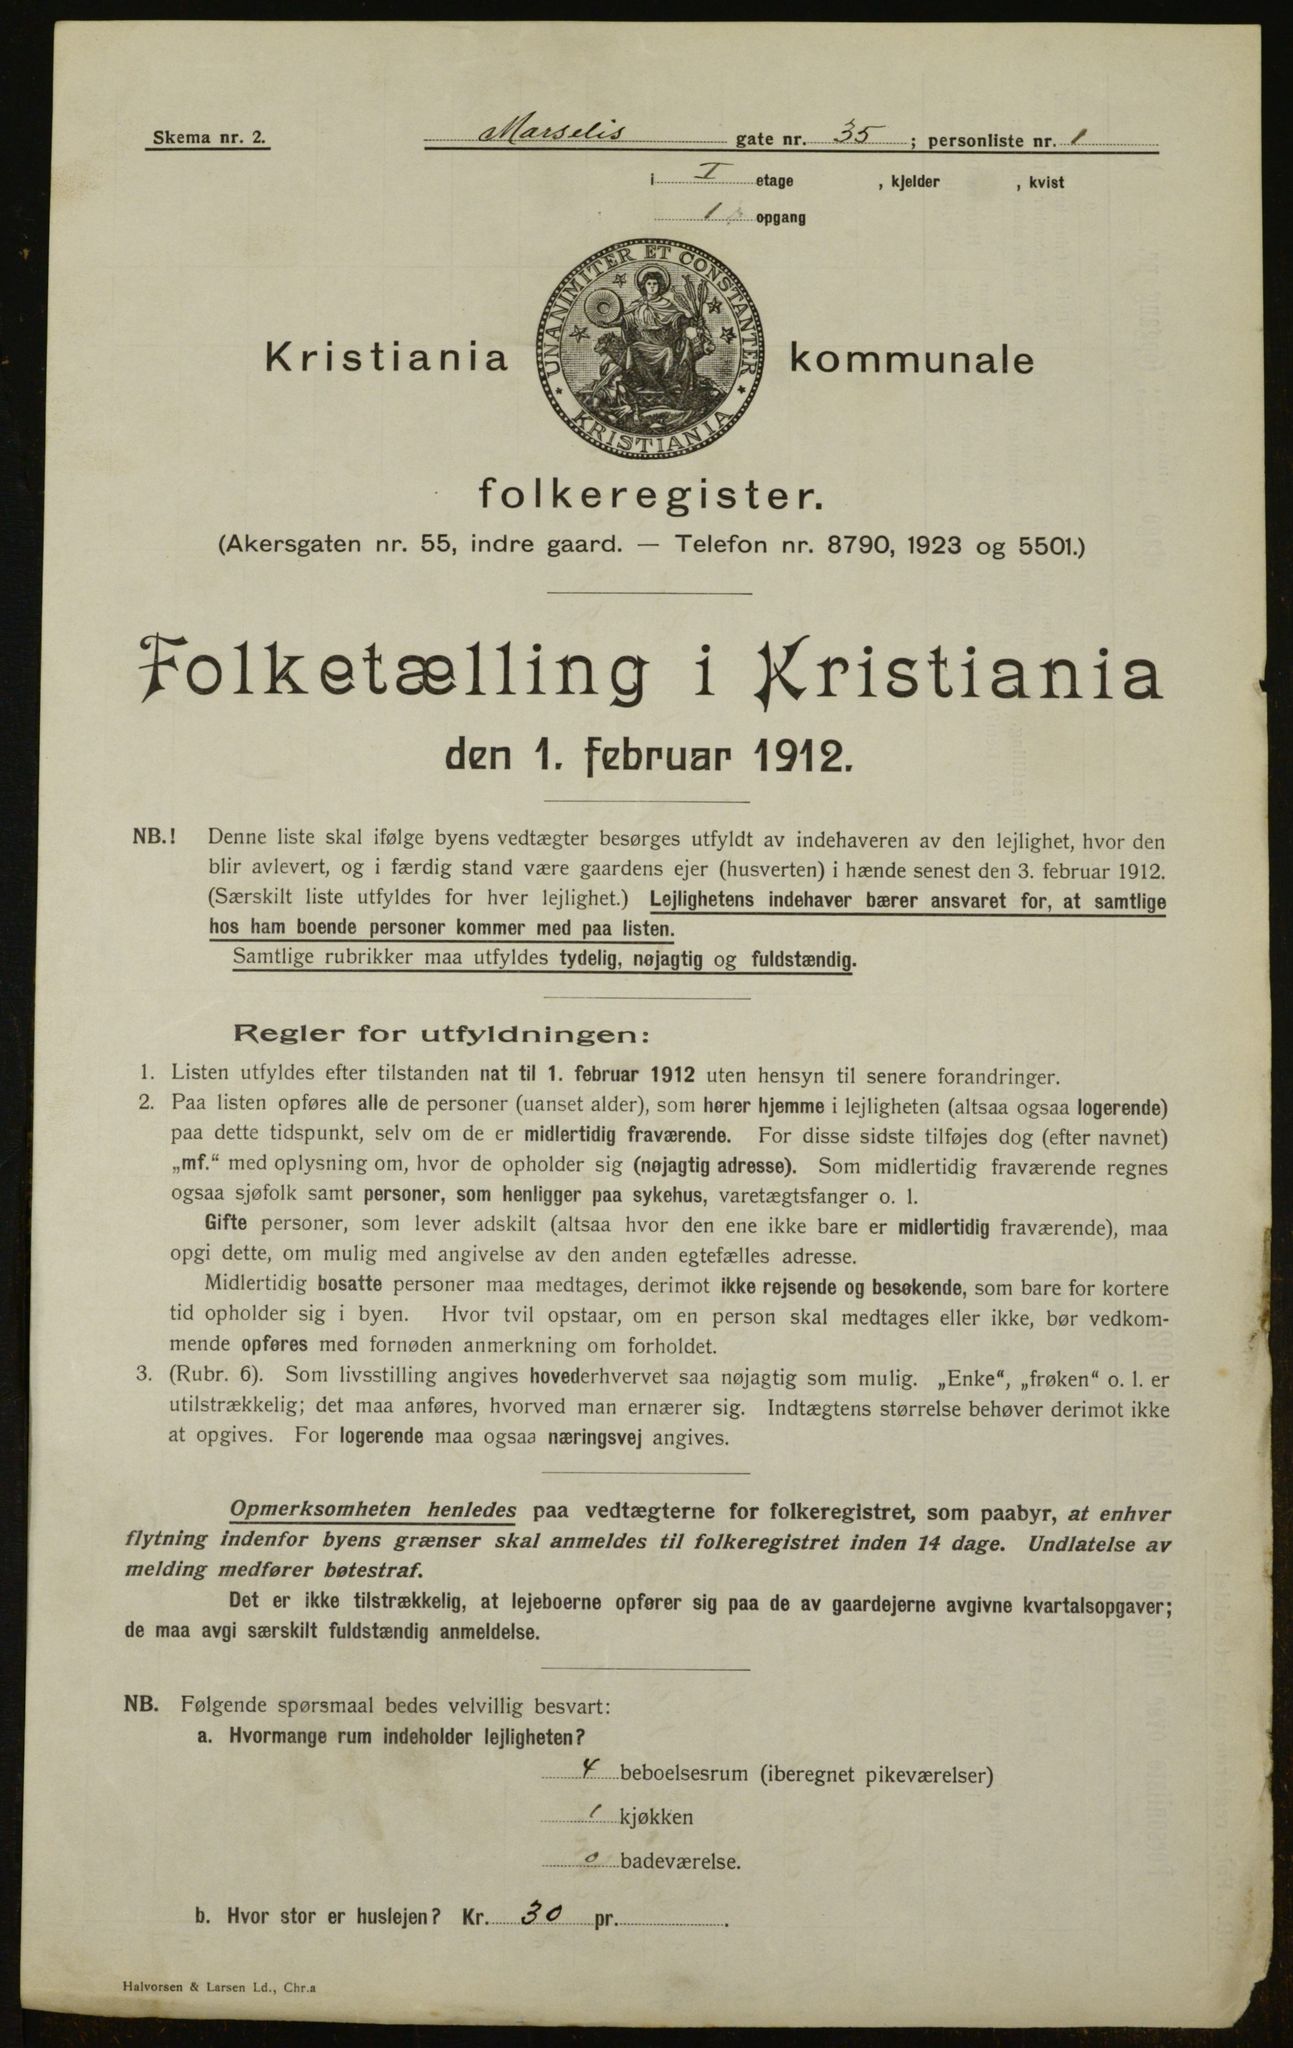 Skema nr. 2. Marselis gate nr. 35 ; personliste nr. 1
i I etage , kjelder , kvist
1 opgang
UNANIMITER ET CONSTANTER
KRISTIANIA
Kristiania kommunale
folkeregister.
(Akersgaten nr. 55, indre gaard. — Telefon nr. 8790, 1923 og 5501.)
Folketælling i Kristiania
den 1. februar 1912.
NB.! Denne liste skal ifølge byens vedtægter besørges utfyldt av indehaveren av den lejlighet, hvor den
blir avlevert, og i færdig stand være gaardens ejer (husverten) i hænde senest den 3. februar 1912.
(Særskilt liste utfyldes for hver lejlighet.) Lejlighetens indehaver bærer ansvaret for, at samtlige
hos ham boende personer kommer med paa listen.
Samtlige rubrikker maa utfyldes tydelig, nøjagtig og fuldstændig.
Regler for utfyldningen:
1. Listen utfyldes efter tilstanden nat til 1. februar 1912 uten hensyn til senere forandringer.
2. Paa listen opføres alle de personer (uanset alder), som hører hjemme i lejligheten (altsaa ogsaa logerende)
paa dette tidspunkt, selv om de er midlertidig fraværende. For disse sidste tilføjes dog (efter navnet)
„mf.“ med oplysning om, hvor de opholder sig (nøjagtig adresse). Som midlertidig fraværende regnes
ogsaa sjøfolk samt personer, som henligger paa sykehus, varetægtsfanger o. l.
Gifte personer, som lever adskilt (altsaa hvor den ene ikke bare er midlertidig fraværende), maa
opgi dette, om mulig med angivelse av den anden egtefælles adresse.
Midlertidig bosatte personer maa medtages, derimot ikke rejsende og besøkende, som bare for kortere
tid opholder sig i byen. Hvor tvil opstaar, om en person skal medtages eller ikke, bør vedkom-
mende opføres med fornøden anmerkning om forholdet.
3. (Rubr. 6). Som livsstilling angives hovederhvervet saa nøjagtig som mulig. „Enke“, „frøken“ o. l. er
utilstrækkelig; det maa anføres, hvorved man ernærer sig. Indtægtens størrelse behøver derimot ikke
at opgives. For logerende maa ogsaa næringsvej angives.
Opmerksomheten henledes paa vedtægterne for folkeregistret, som paabyr, at enhver
flytning indenfor byens grænser skal anmeldes til folkeregistret inden 14 dage. Undlatelse av
melding medfører bøtestraf.
Det er ikke tilstrækkelig, at lejeboerne opfører sig paa de av gaardejerne avgivne kvartalsopgaver;
de maa avgi særskilt fuldstændig anmeldelse.
NB. Følgende spørsmaal bedes velvillig besvart:
a. Hvormange rum indeholder lejligheten?
4 beboelsesrum (iberegnet pikeværelser)
1 kjøkken
0 badeværelse.
b. Hvor stor er huslejen? Kr. 30 pr. .
Halvorsen & Larsen Ld., Chr.a